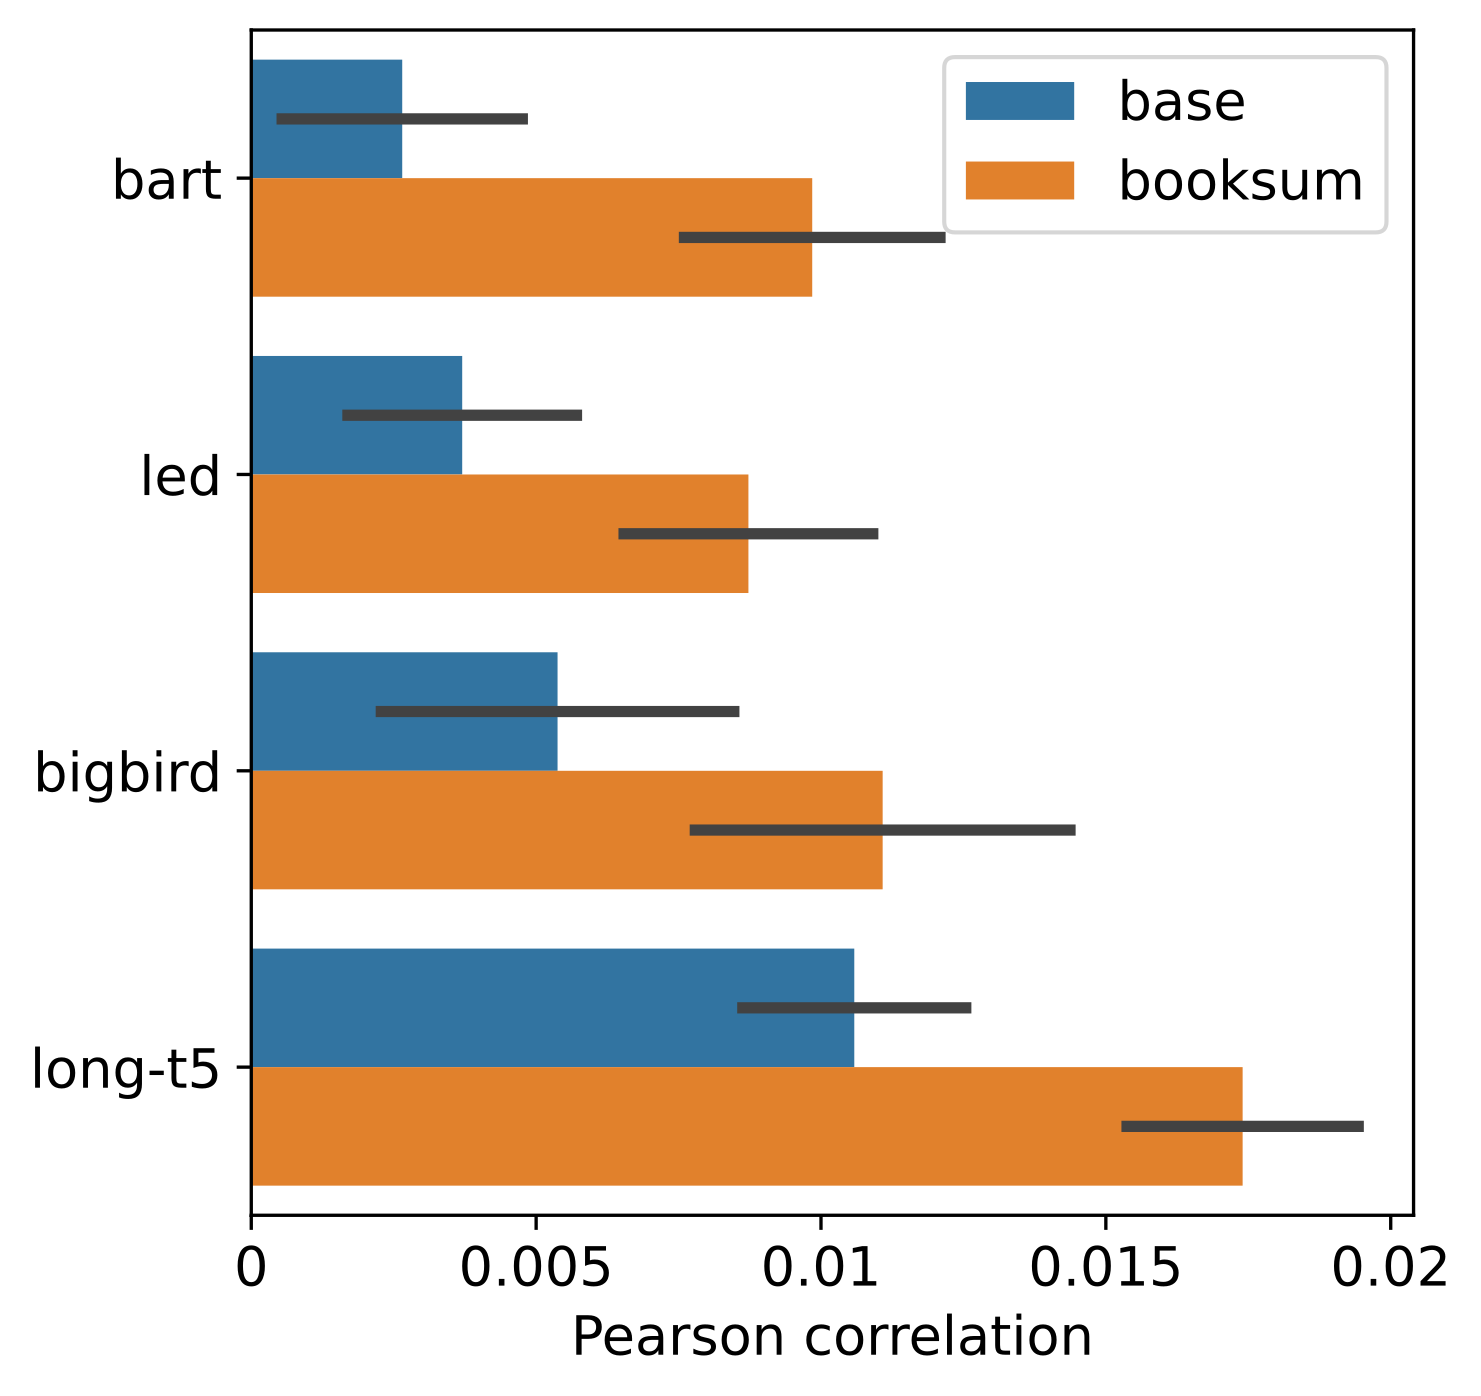 base
booksum
bart
led
bigbird
long-t5
0 0.005 0.01 0.015 0.02
Pearson correlation